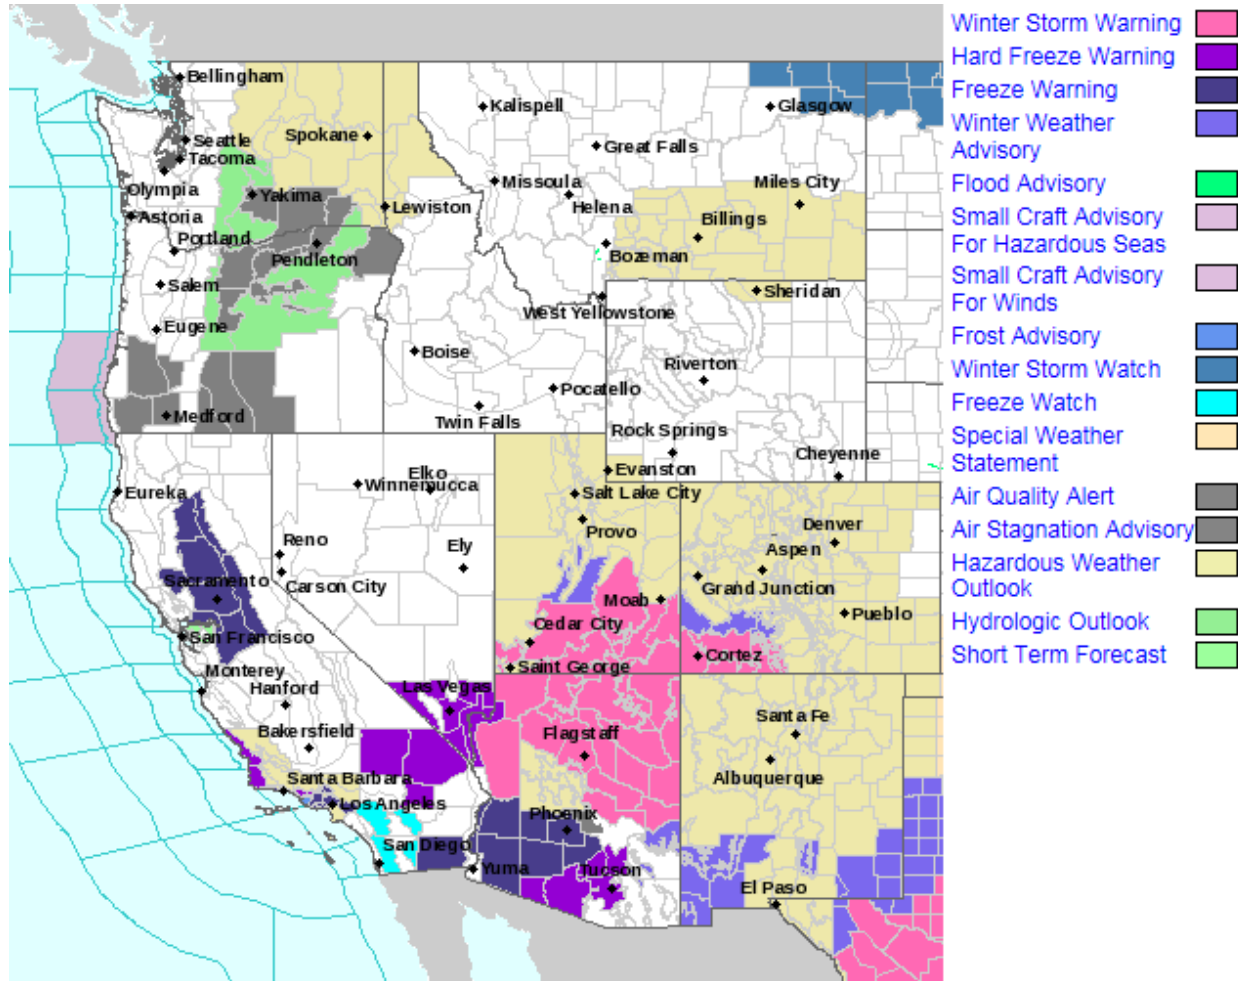 Bellingham
Kalispell
Glasgow
Spokane
Seattle
Great Falls
Tacoma
Missoula
Miles City
Olympia
Yakima
Helena
Lewiston
Astoria
Billings
Portland
Pendleton
Bozeman
Salem
Sheridan
West Yellowstone
Eugene
Boise
Riverton
Pocatello
Medford
Twin Falls
Rock Springs
Cheyenne
Evanston
Elko
Winnemucca
Eureka
Salt Lake City
Provo
Denver
Reno
Ely
Aspen
Sacramento
Carson City
Grand Junction
Moab
Pueblo
San Francisco
Cedar City
Cortez
Saint George
Monterey
Hanford
Las Vegas
Santa Fe
Bakersfield
Flagstaff
Albuquerque
Santa Barbara
Los Angeles
Phoenix
San Diego
Yuma
Tucson
El Paso
Winter Storm Warning
Hard Freeze Warning
Freeze Warning
Winter Weather
Advisory
Flood Advisory
Small Craft Advisory
For Hazardous Seas
Small Craft Advisory
For Winds
Frost Advisory
Winter Storm Watch
Freeze Watch
Special Weather
Statement
Air Quality Alert
Air Stagnation Advisory
Hazardous Weather
Outlook
Hydrologic Outlook
Short Term Forecast